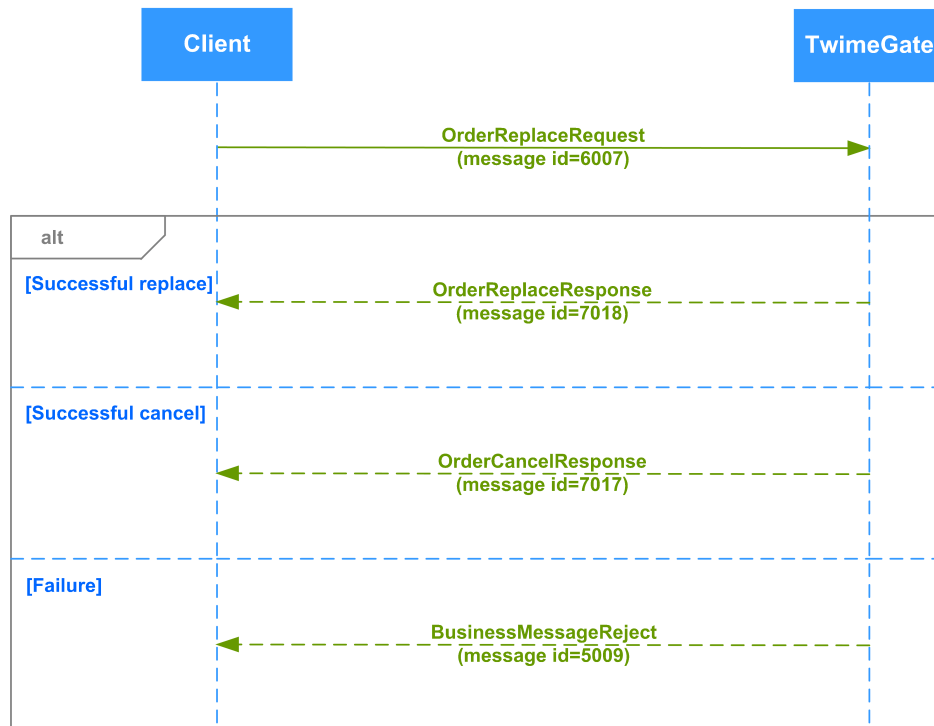 Client
TwimeGate
OrderReplaceRequest
(message id=6007)
alt
[Successful replace]
OrderReplaceResponse
(message id=7018)
[Successful cancel]
OrderCancelResponse
(message id=7017)
[Failure]
BusinessMessageReject
(message id=5009)